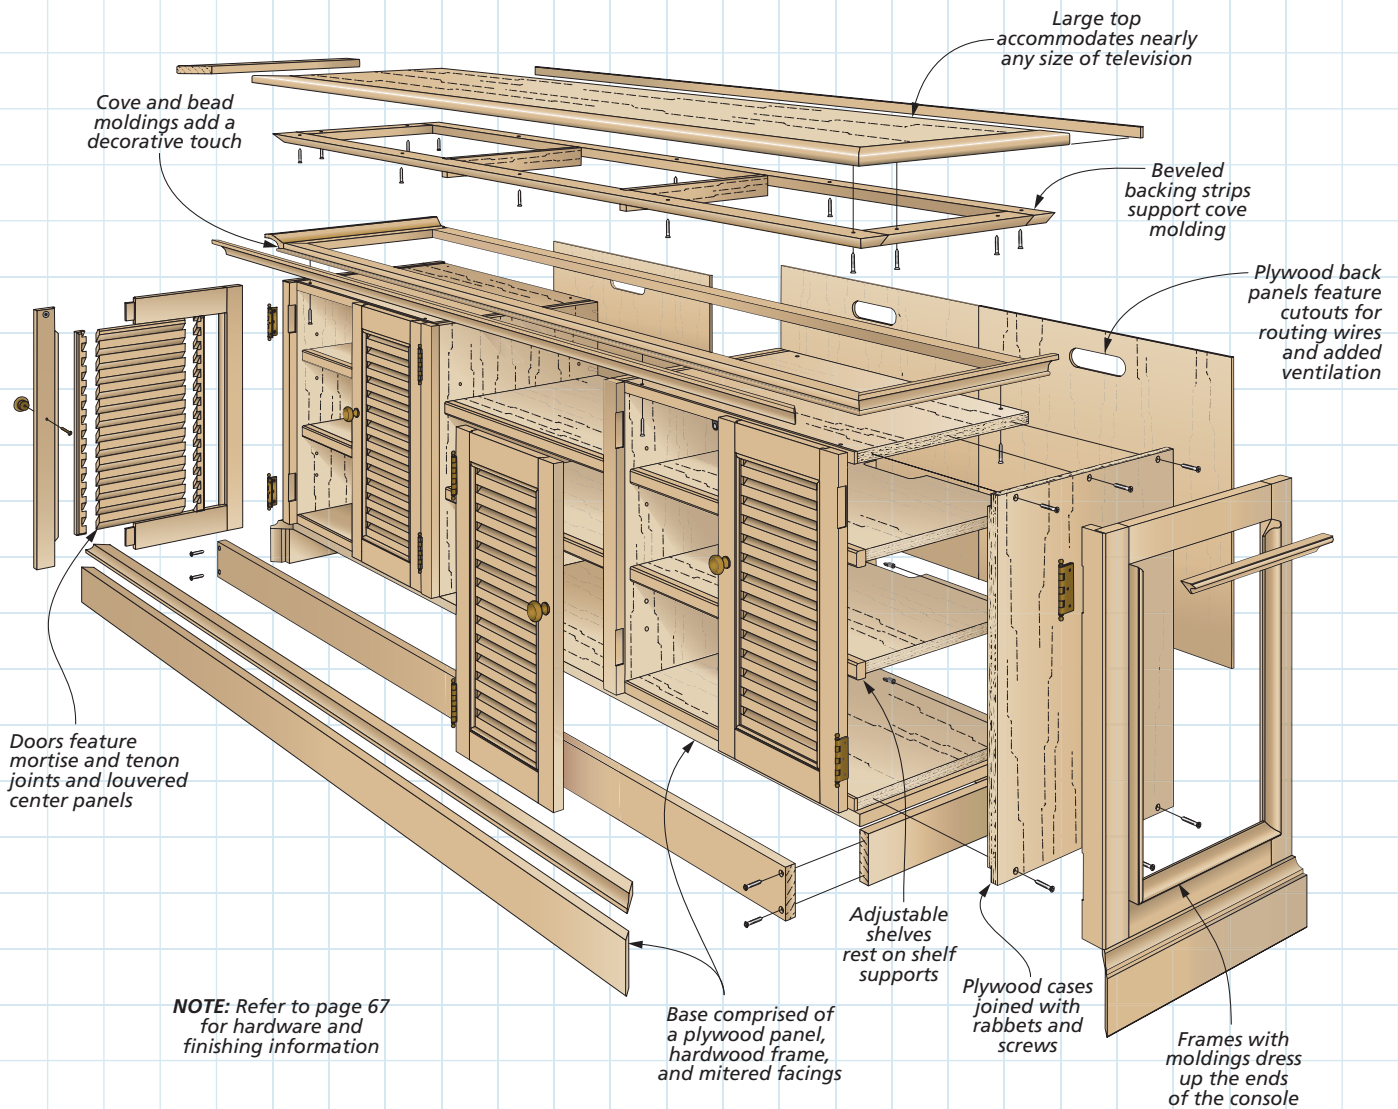 Large top
accommodates nearly
any size of television
Cove and bead
moldings add a
decorative touch
Beveled
backing strips
support cove
molding
Plywood back
panels feature
cutouts for
routing wires
and added
ventilation
Doors feature
mortise and tenon
joints and louvered
center panels
Adjustable
shelves
rest on shelf
supports
Plywood cases
joined with
rabbets and
screws
NOTE: Refer to page 67
for hardware and
finishing information
Base comprised of
a plywood panel,
hardwood frame,
and mitered facings
Frames with
moldings dress
up the ends
of the console